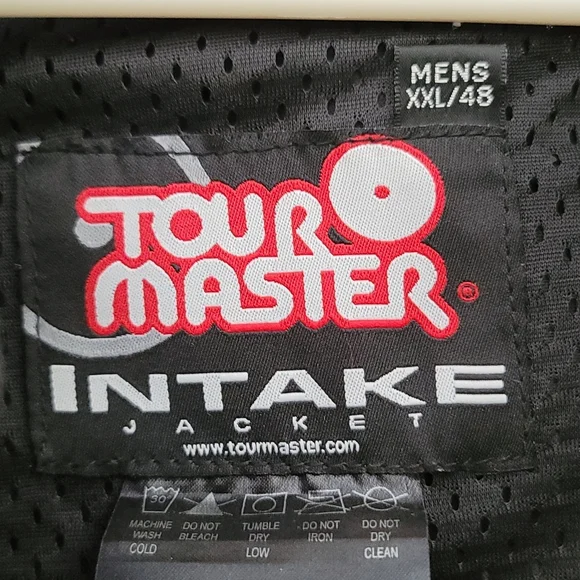 MENS
XXL/48
TOUR
MASTER®
INTAKE
JACKET
www.tourmaster.com
30°
MACHINE WASH COLD
DO NOT BLEACH
TUMBLE DRY LOW
DO NOT IRON
DO NOT DRY CLEAN